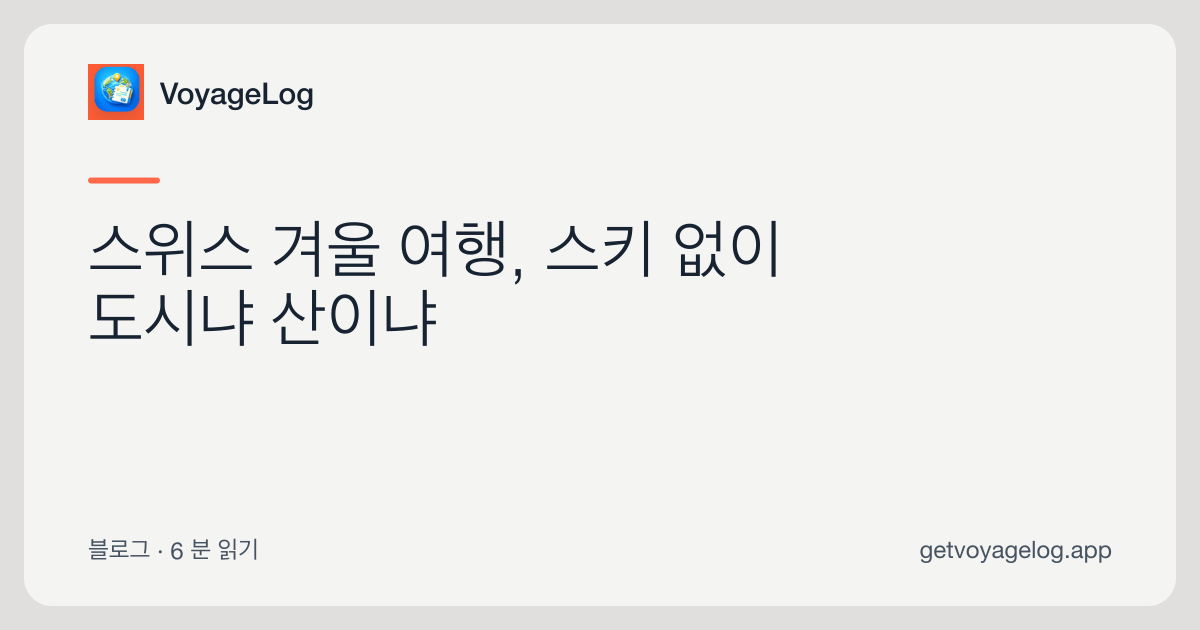 VoyageLog
스위스 겨울 여행, 스키 없이
도시냐 산이냐
블로그 · 6 분 읽기
getvoyagelog.app